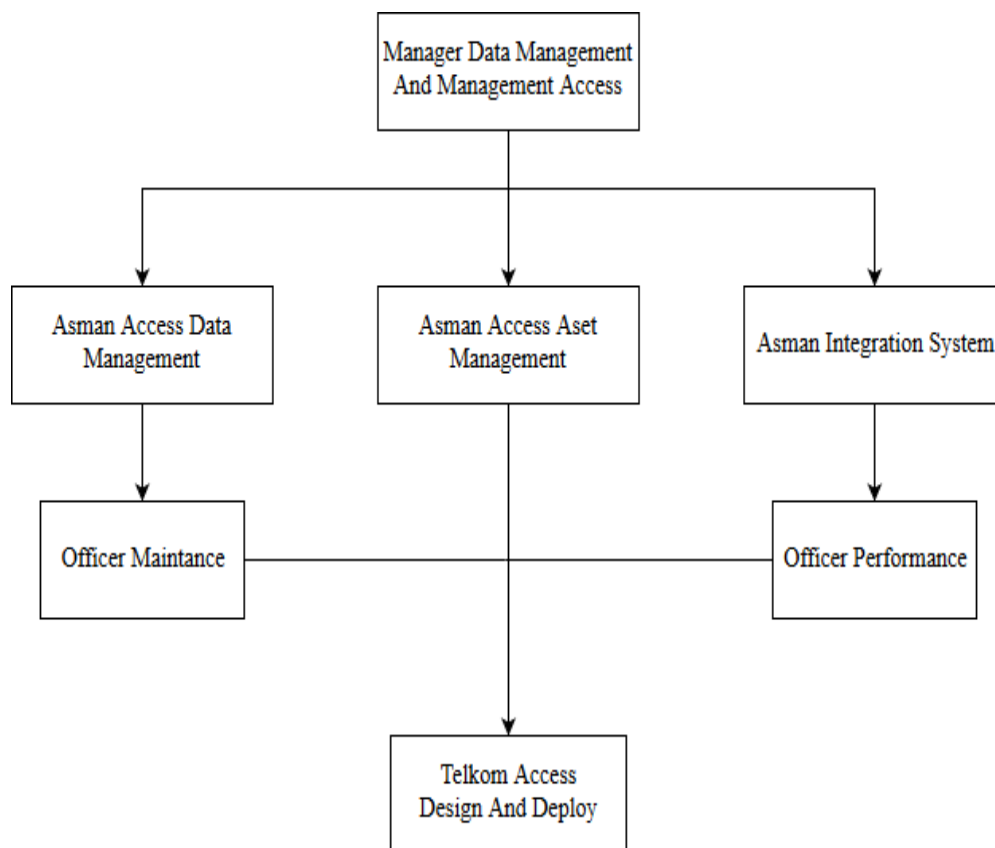 Manager Data Management
And Management Access
Asman Access Data
Management
Asman Access Aset
Management
Asman Integration System
Officer Maintance
Officer Performance
Telkom Access
Design And Deploy